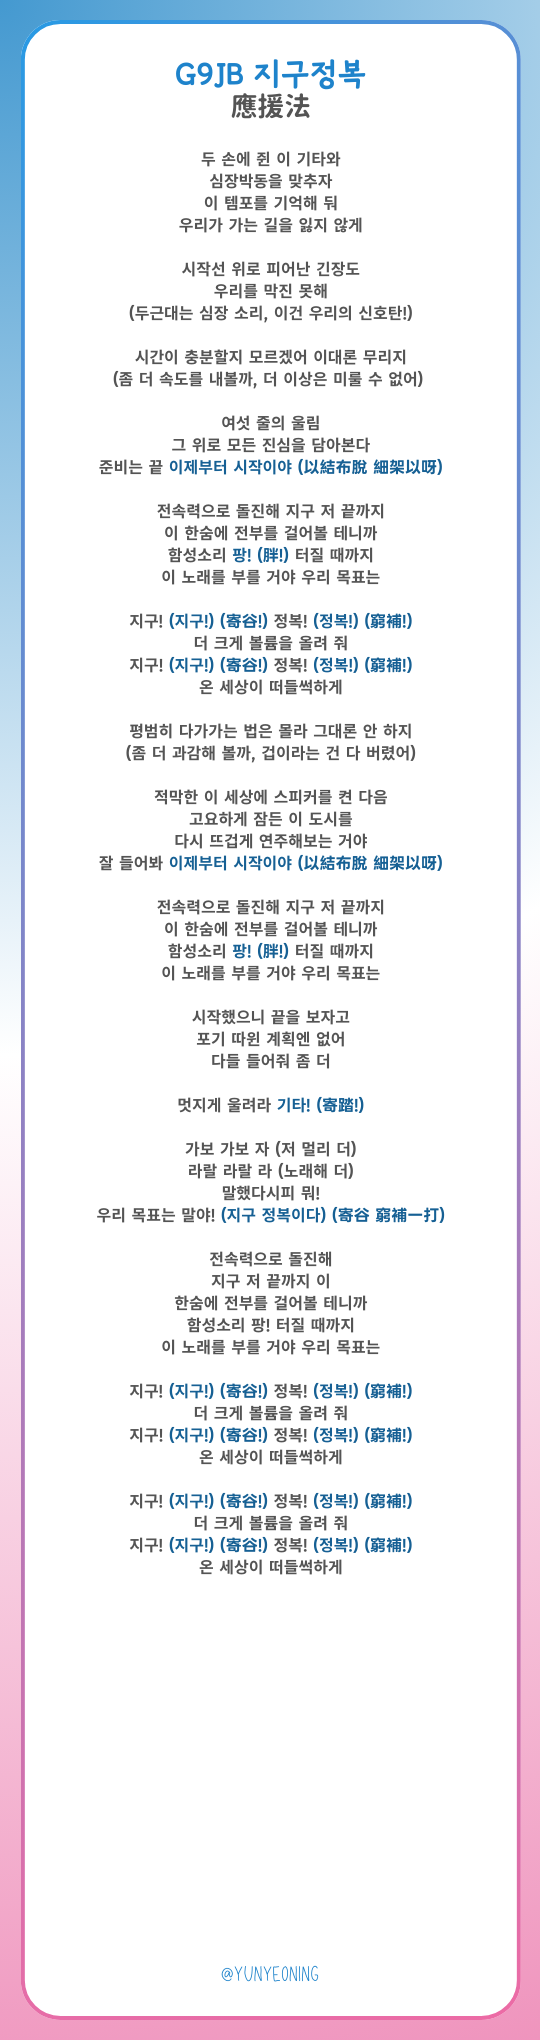 G9JB 지구정복
應援法
두 손에 쥔 이 기타와
심장박동을 맞추자
이 템포를 기억해 둬
우리가 가는 길을 잃지 않게
시작선 위로 피어난 긴장도
우리를 막진 못해
(두근대는 심장 소리, 이건 우리의 신호탄!)
시간이 충분할지 모르겠어 이대론 무리지
(좀 더 속도를 내볼까, 더 이상은 미룰 수 없어)
여섯 줄의 울림
그 위로 모든 진심을 담아본다
준비는 끝 이제부터 시작이야 (以結布脫 細架以呀)
전속력으로 돌진해 지구 저 끝까지
이 한숨에 전부를 걸어볼 테니까
함성소리 팡! (胖!) 터질 때까지
이 노래를 부를 거야 우리 목표는
지구! (지구!) (寄谷!) 정복! (정복!) (窮補!)
더 크게 볼륨을 올려 줘
지구! (지구!) (寄谷!) 정복! (정복!) (窮補!)
온 세상이 떠들썩하게
평범히 다가가는 법은 몰라 그대론 안 하지
(좀 더 과감해 볼까, 겁이라는 건 다 버렸어)
적막한 이 세상에 스피커를 켠 다음
고요하게 잠든 이 도시를
다시 뜨겁게 연주해보는 거야
잘 들어봐 이제부터 시작이야 (以結布脫 細架以呀)
전속력으로 돌진해 지구 저 끝까지
이 한숨에 전부를 걸어볼 테니까
함성소리 팡! (胖!) 터질 때까지
이 노래를 부를 거야 우리 목표는
시작했으니 끝을 보자고
포기 따윈 계획엔 없어
다들 들어줘 좀 더
멋지게 울려라 기타! (寄踏!)
가보 가보 자 (저 멀리 더)
라랄 라랄 라 (노래해 더)
말했다시피 뭐!
우리 목표는 말야! (지구 정복이다) (寄谷 窮補一打)
전속력으로 돌진해
지구 저 끝까지 이
한숨에 전부를 걸어볼 테니까
함성소리 팡! 터질 때까지
이 노래를 부를 거야 우리 목표는
지구! (지구!) (寄谷!) 정복! (정복!) (窮補!)
더 크게 볼륨을 올려 줘
지구! (지구!) (寄谷!) 정복! (정복!) (窮補!)
온 세상이 떠들썩하게
지구! (지구!) (寄谷!) 정복! (정복!) (窮補!)
더 크게 볼륨을 올려 줘
지구! (지구!) (寄谷!) 정복! (정복!) (窮補!)
온 세상이 떠들썩하게
@YUNYEONING